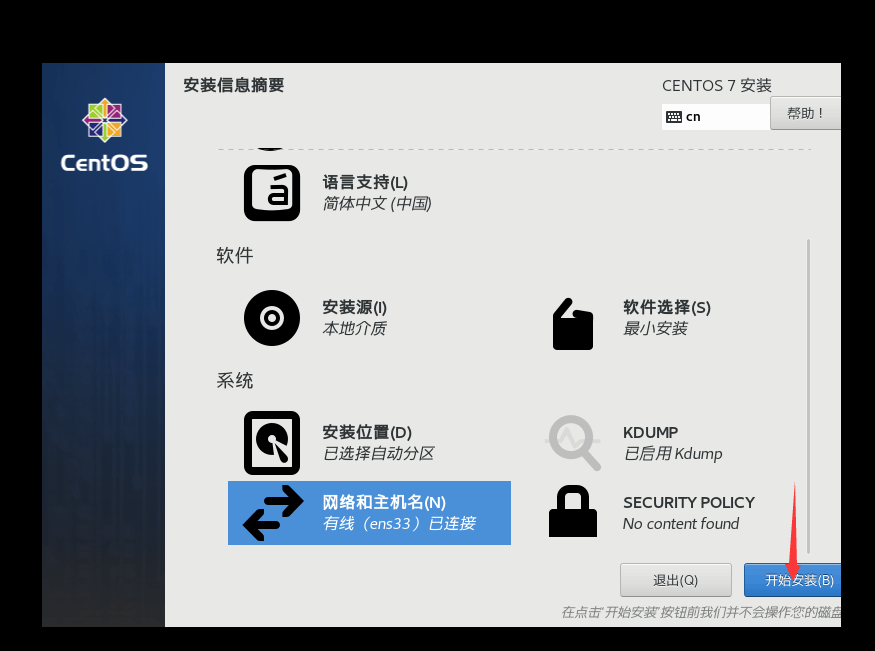 安装信息摘要
CENTOS 7 安装
cn
帮助！
CentOS
á
语言支持(L)
简体中文 (中国)
软件
安装源(I)
本地介质
软件选择(S)
最小安装
系统
安装位置(D)
已选择自动分区
KDUMP
已启用 Kdump
网络和主机名(N)
有线（ens33）已连接
SECURITY POLICY
No content found
退出(Q)
开始安装(B)
在点击‘开始安装’按钮前我们并不会操作您的磁盘